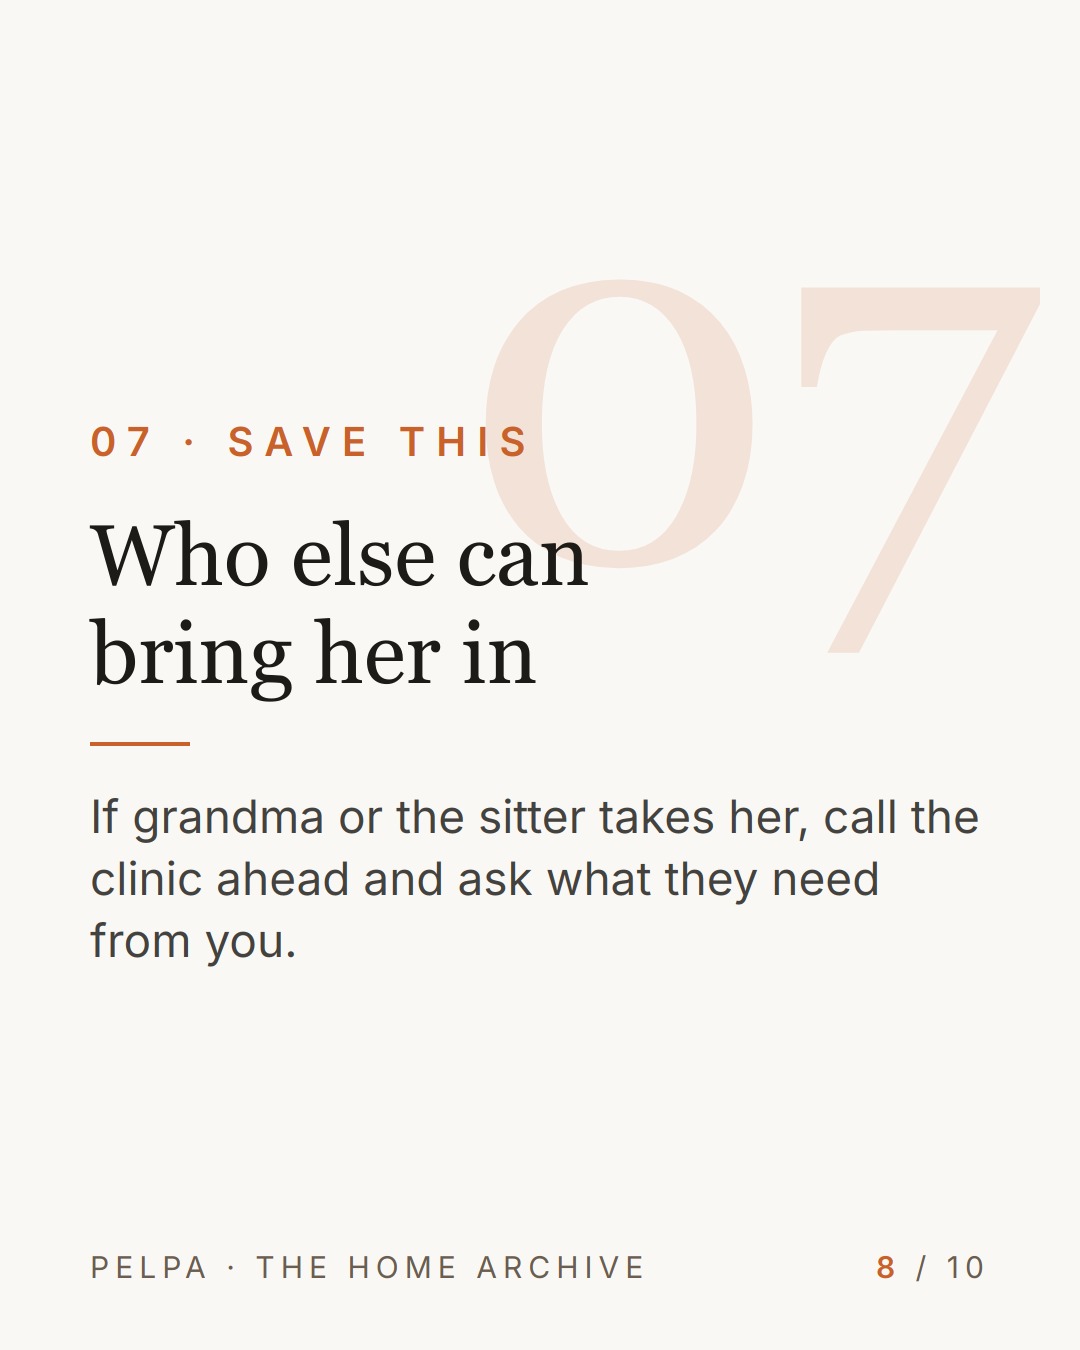 07
07 · SAVE THIS
Who else can
bring her in
If grandma or the sitter takes her, call the
clinic ahead and ask what they need
from you.
PELPA · THE HOME ARCHIVE
8 / 10